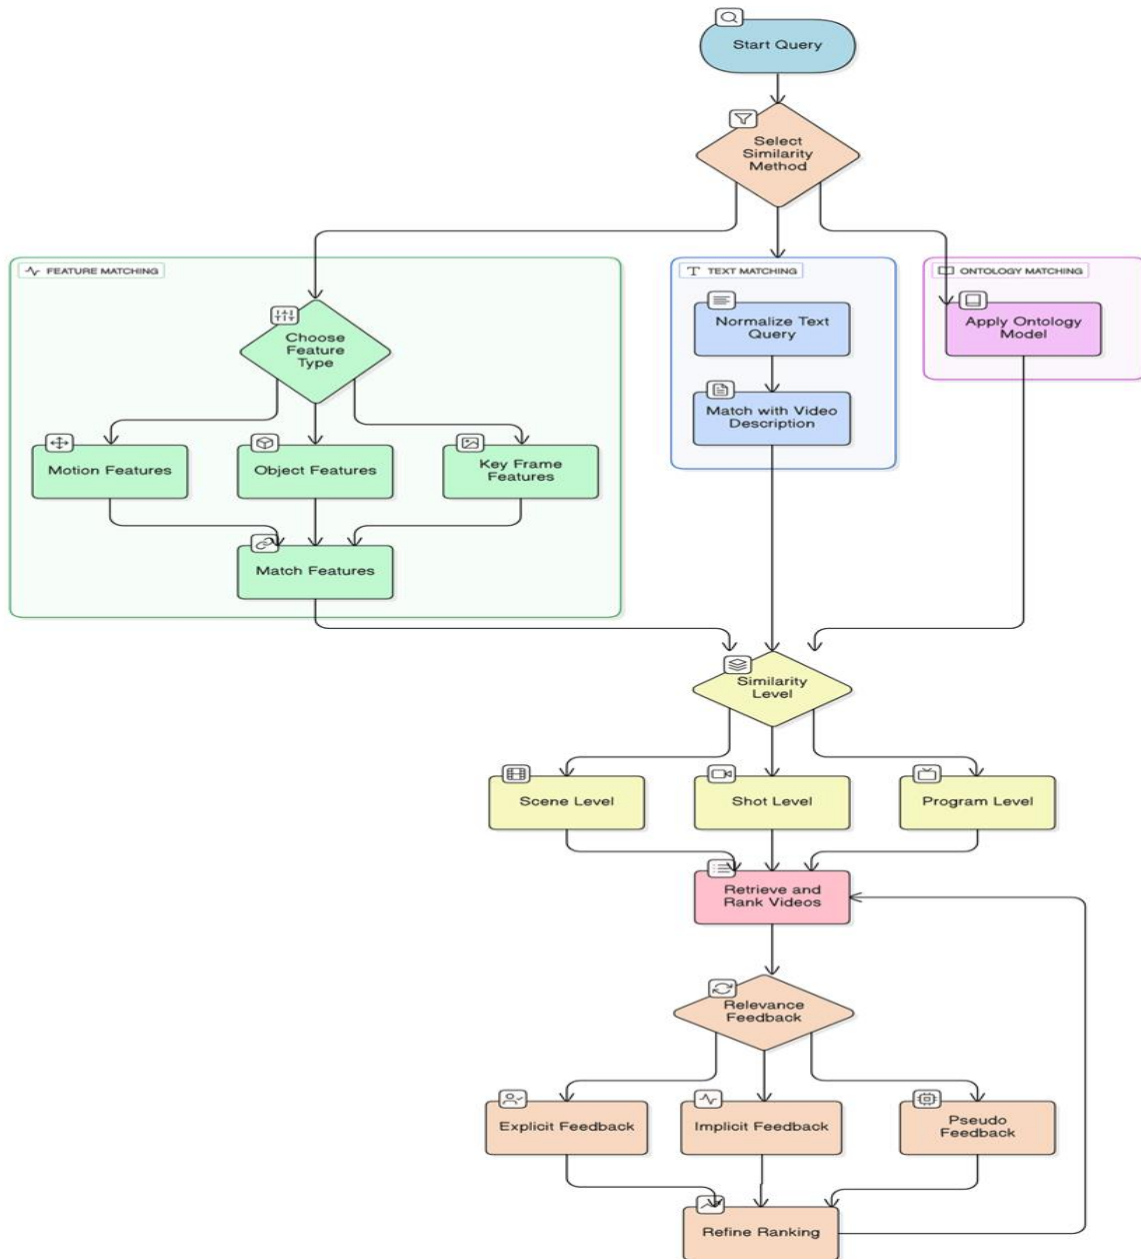 Start Query
Select
Similarity
Method
FEATURE MATCHING
TEXT MATCHING
ONTOLOGY MATCHING
Choose
Feature
Type
Normalize Text
Query
Apply Ontology
Model
Match with Video
Description
Motion Features
Object Features
Key Frame
Features
Match Features
Similarity
Level
Scene Level
Shot Level
Program Level
Retrieve and
Rank Videos
Relevance
Feedback
Explicit Feedback
Implicit Feedback
Pseudo
Feedback
Refine Ranking